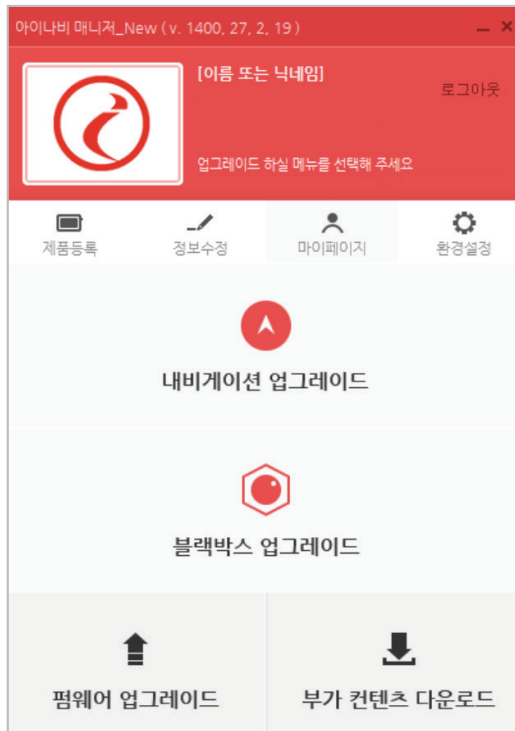 아이나비 매니저_New ( v. 1400, 27, 2, 19 )
[이름 또는 닉네임]
로그아웃
업그레이드 하실 메뉴를 선택해 주세요
제품등록 정보수정 마이페이지 환경설정
내비게이션 업그레이드
블랙박스 업그레이드
펌웨어 업그레이드 부가 컨텐츠 다운로드